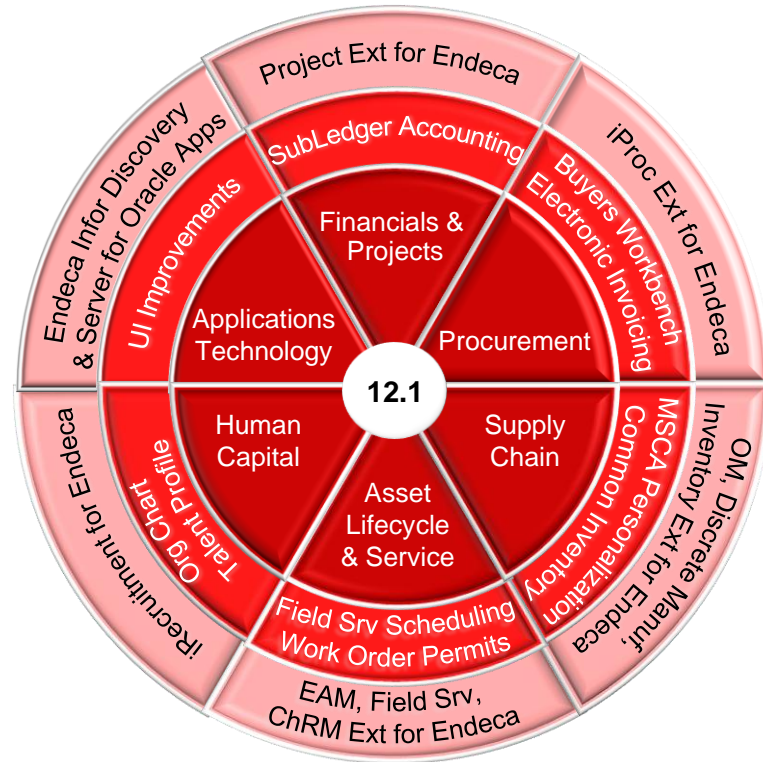 Project Ext for Endeca
SubLedger Accounting
Financials &
Projects
iProc Ext for Endeca
Buyers Workbench
Electronic Invoicing
Procurement
OM, Discrete Manuf,
Inventory Ext for Endeca
MSCA Personalization
Common Inventory
Supply
Chain
EAM, Field Srv,
ChRM Ext for Endeca
Field Srv Scheduling
Work Order Permits
Asset
Lifecycle
& Service
iRecruitment for Endeca
Org Chart
Talent Profile
Human
Capital
Endeca Infor Discovery
& Server for Oracle Apps
UI Improvements
Applications
Technology
12.1